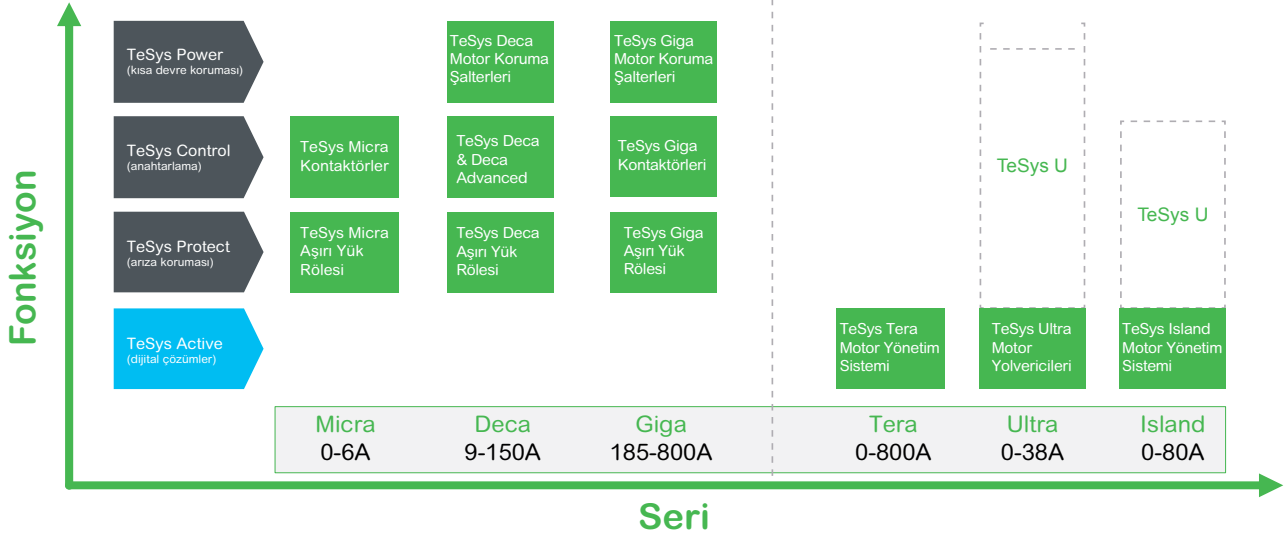 Fonksiyon
TeSys Power
(kısa devre koruması)
TeSys Deca
Motor Koruma
Şalterleri
TeSys Giga
Motor Koruma
Şalterleri
TeSys Control
(anahtarlama)
TeSys Micra
Kontaktörler
TeSys Deca
& Deca
Advanced
TeSys Giga
Kontaktörleri
TeSys U
TeSys U
TeSys Protect
(arıza koruması)
TeSys Micra
Aşırı Yük
Rölesi
TeSys Deca
Aşırı Yük
Rölesi
TeSys Giga
Aşırı Yük
Rölesi
TeSys Active
(dijital çözümler)
TeSys Tera
Motor Yönetim
Sistemi
TeSys Ultra
Motor
Yolvericileri
TeSys Island
Motor Yönetim
Sistemi
Micra
0-6A
Deca
9-150A
Giga
185-800A
Tera
0-800A
Ultra
0-38A
Island
0-80A
Seri